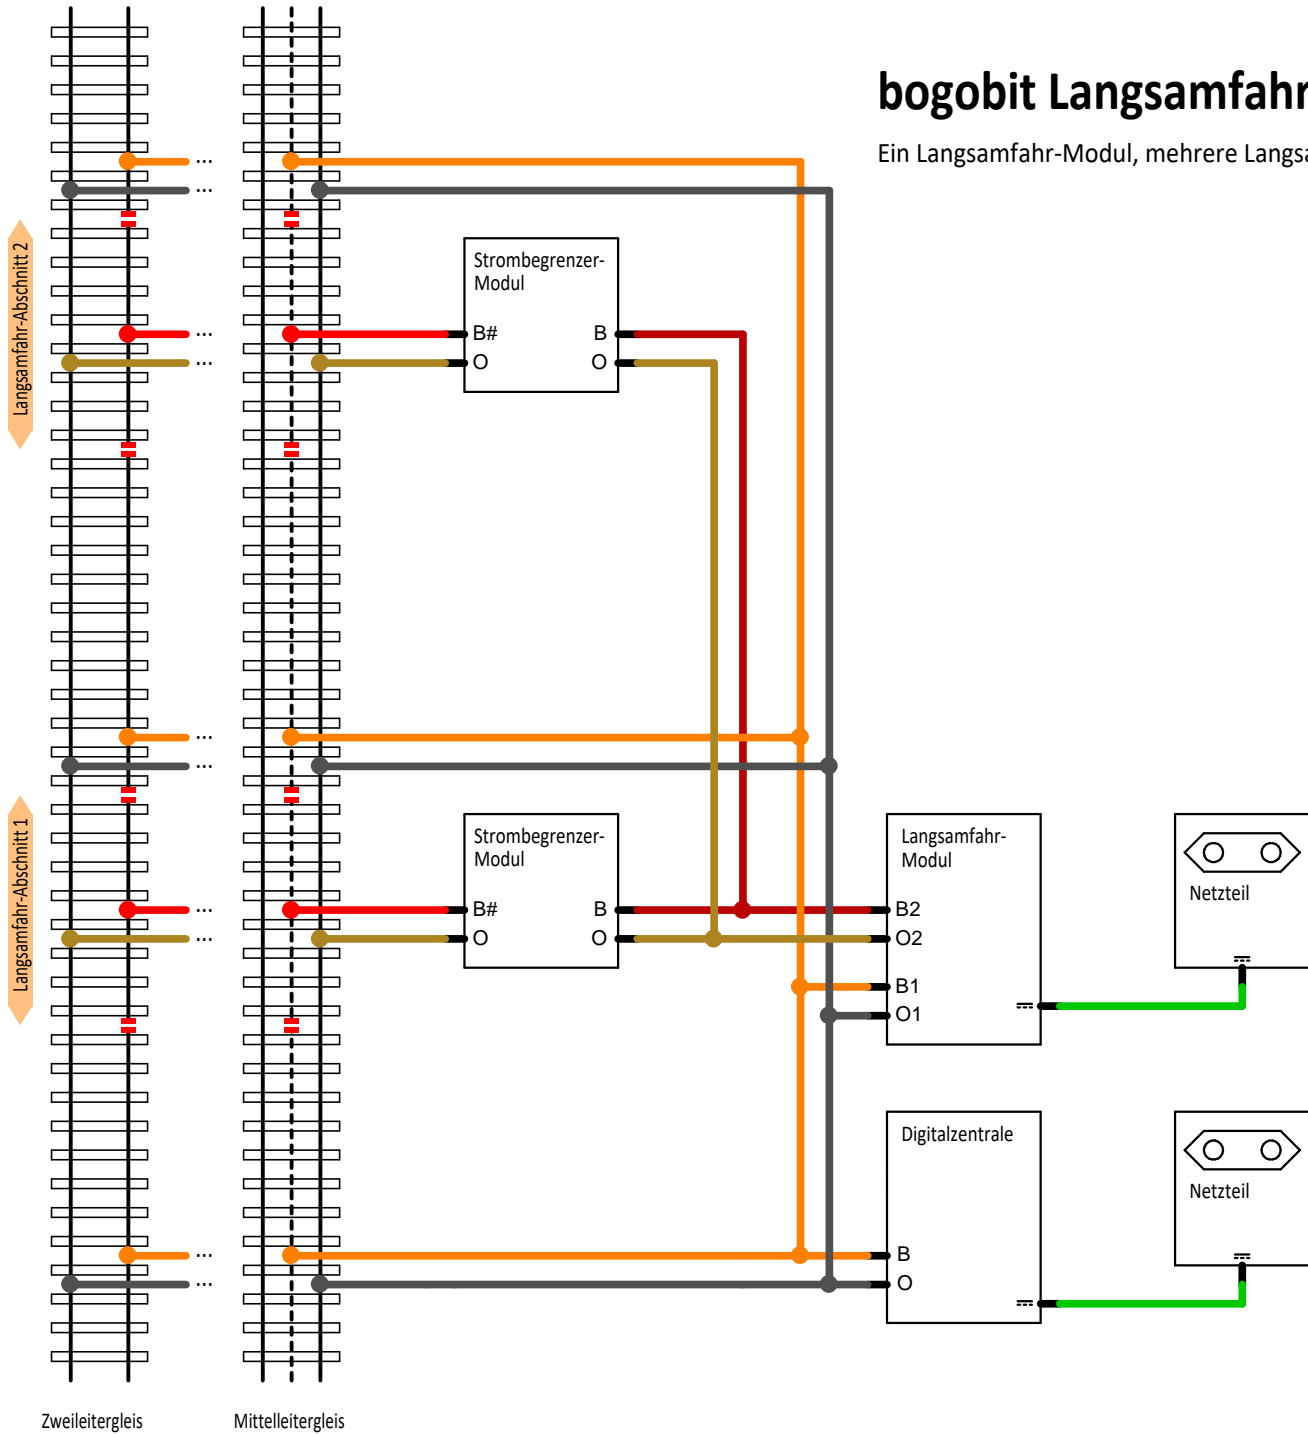 bogobit Langsamfahr
Ein Langsamfahr-Modul, mehrere Langsa
...
...
Langsamfahr-Abschnitt 2
Strombegrenzer-
Modul
...
B#
B
...
O
O
...
...
Langsamfahr-Abschnitt 1
Strombegrenzer-
Modul
Langsamfahr-
Modul
Netzteil
...
B#
B
B2
...
O
O
O2
B1
O1
Digitalzentrale
Netzteil
...
B
...
O
Zweileitergleis
Mittelleitergleis